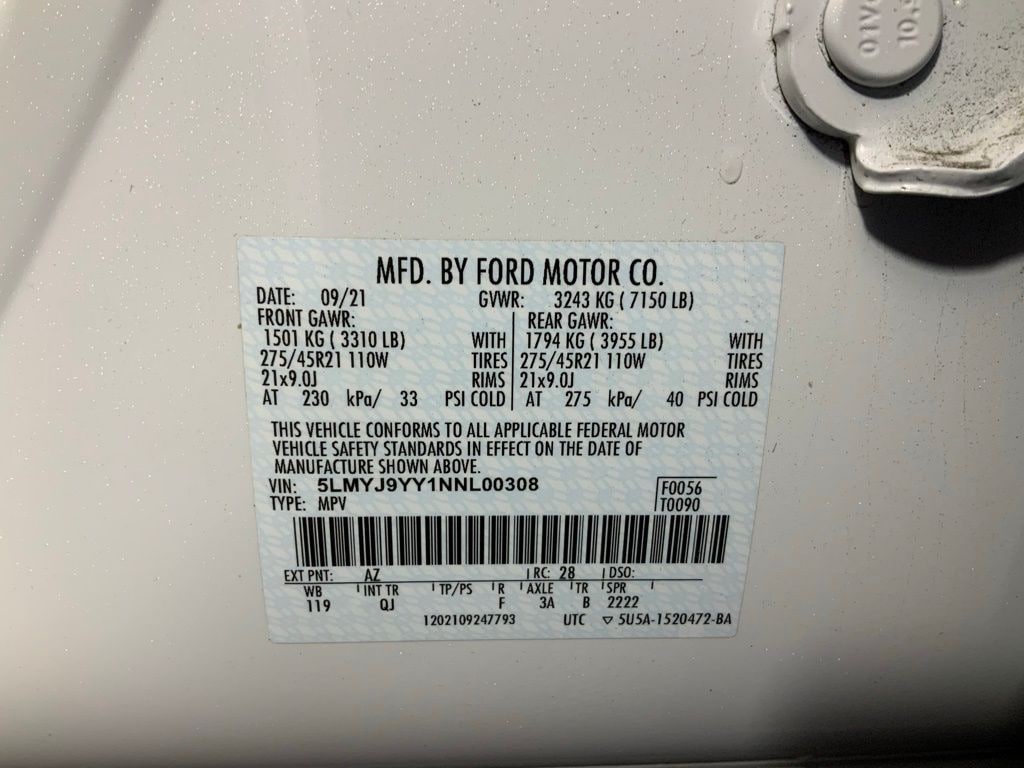 MFD. BY FORD MOTOR CO.
DATE: 09/21 GVWR: 3243 KG ( 7150 LB)
FRONT GAWR: REAR GAWR:
1501 KG ( 3310 LB) WITH 1794 KG ( 3955 LB) WITH
275/45R21 110W TIRES 275/45R21 110W TIRES
21x9.0J RIMS 21x9.0J RIMS
AT 230 kPa/ 33 PSI COLD AT 275 kPa/ 40 PSI COLD
THIS VEHICLE CONFORMS TO ALL APPLICABLE FEDERAL MOTOR
VEHICLE SAFETY STANDARDS IN EFFECT ON THE DATE OF
MANUFACTURE SHOWN ABOVE.
VIN: 5LMYJ9YY1NNL00308 F0056
TYPE: MPV T0090
EXT PNT: AZ RC: 28 DSO:
WB INT TR TP/PS R AXLE TR SPR
119 QJ F 3A B 2222
1202109247793 UTC ▽ 5U5A-1520472-BA